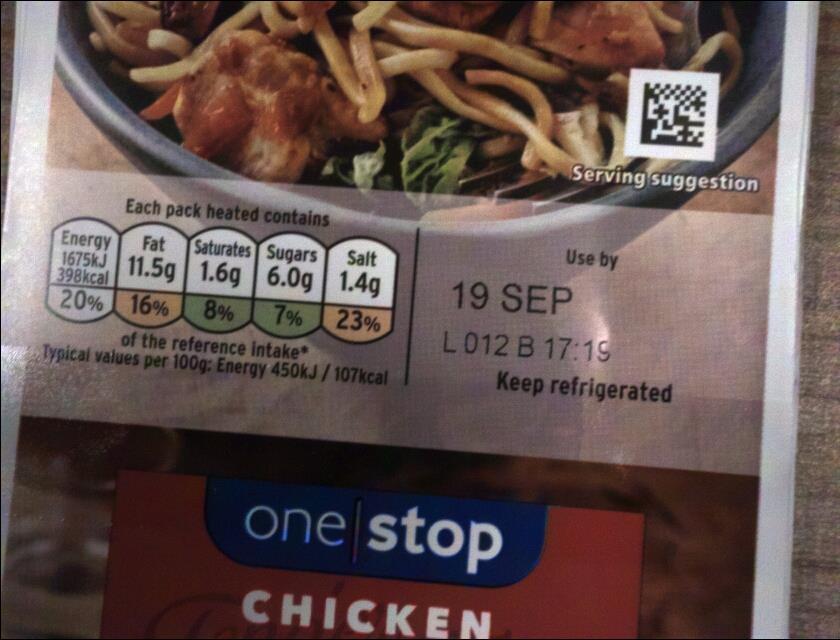 Serving suggestion
Each pack heated contains
Energy
1675kJ
398kcal
20%
Fat
11.5g
16%
Saturates
1.6g
8%
Sugars
6.0g
7%
Salt
1.4g
23%
of the reference intake*
Typical values per 100g: Energy 450kJ / 107kcal
Use by
19 SEP
L 012 B 17:19
Keep refrigerated
one stop
CHICKEN